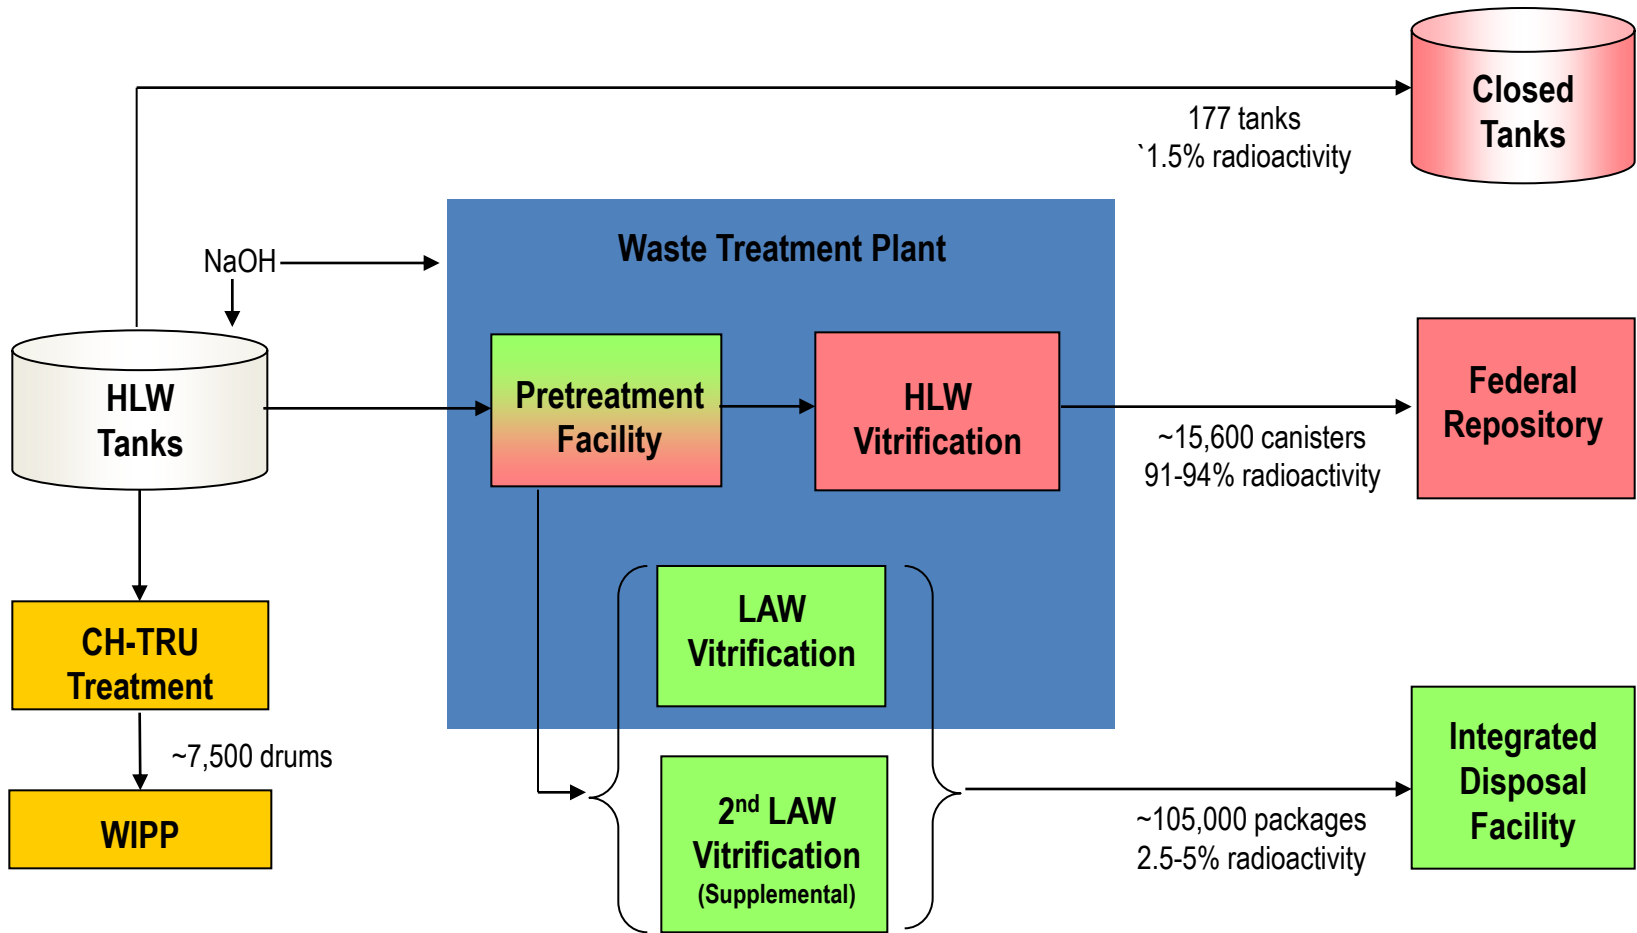 Closed
Tanks
177 tanks
`1.5% radioactivity
Waste Treatment Plant
NaOH
HLW
Tanks
Pretreatment
Facility
HLW
Vitrification
~15,600 canisters
91-94% radioactivity
Federal
Repository
CH-TRU
Treatment
~7,500 drums
WIPP
LAW
Vitrification
2nd LAW
Vitrification
(Supplemental)
~105,000 packages
2.5-5% radioactivity
Integrated
Disposal
Facility